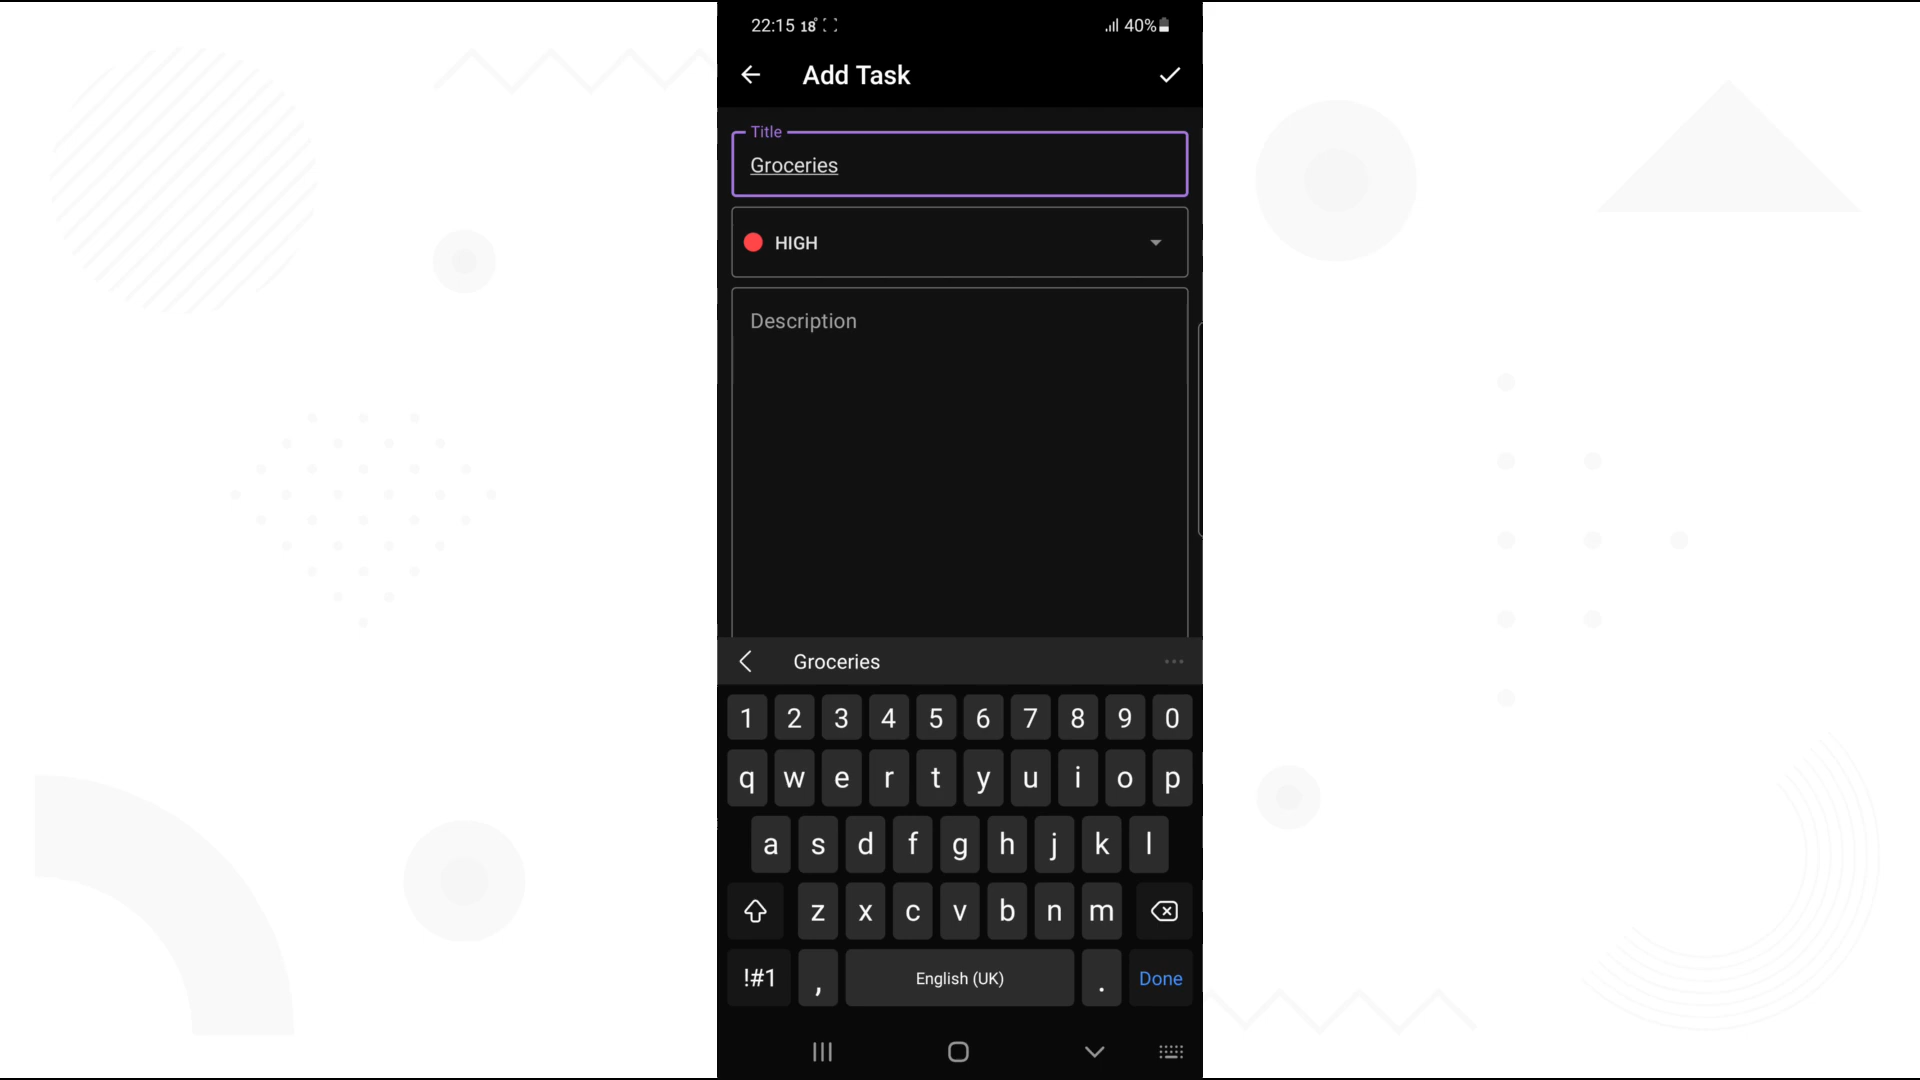 22:15 18° 40%
Add Task
Title
Groceries
HIGH
Description
Groceries ...
1 2 3 4 5 6 7 8 9 0
q w e r t y u i o p
a s d f g h j k l
z x c v b n m
!#1 , English (UK) . Done